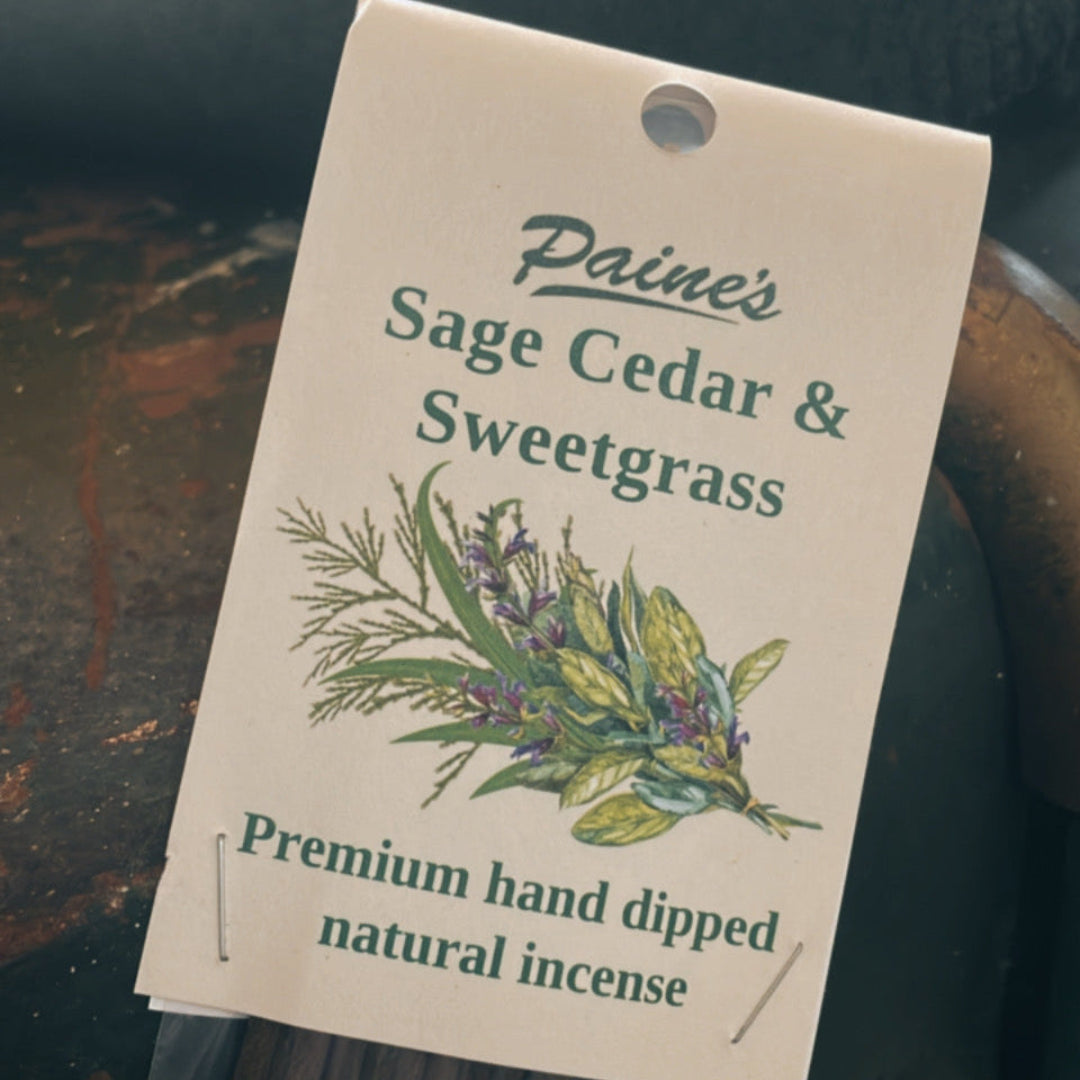 Paine's
Sage Cedar &
Sweetgrass
Premium hand dipped
natural incense